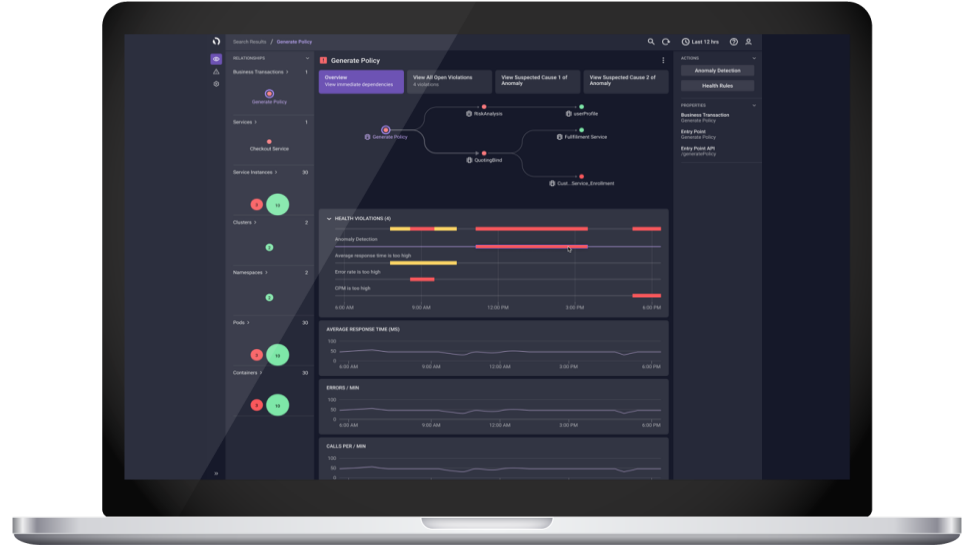 Search Results / Generate Policy
Last 12 hrs
RELATIONSHIPS
Business Transactions 1
Generate Policy
Services 1
Checkout Service
Service Instances 30
Clusters 2
2
Namespaces 2
2
Pods 30
Containers 30
Generate Policy
Overview
View immediate dependencies
View All Open Violations
4 violations
View Suspected Cause 1 of
Anomaly
View Suspected Cause 2 of
Anomaly
Generate Policy
RiskAnalysis
userProfile
Fulfillment Service
QuotingBind
Cust...Service_Enrollment
HEALTH VIOLATIONS (4)
Anomaly Detection
Average response time is too high
Error rate is too high
CPM is too high
6:00 AM 9:00 AM 12:00 PM 3:00 PM 6:00 PM
AVERAGE RESPONSE TIME (MS)
100
50
0
6:00 AM 9:00 AM 12:00 PM 3:00 PM 6:00 PM
ERRORS / MIN
100
50
0
6:00 AM 9:00 AM 12:00 PM 3:00 PM 6:00 PM
CALLS PER / MIN
100
50
0
ACTIONS
Anomaly Detection
Health Rules
PROPERTIES
Business Transaction
Generate Policy
Entry Point
Generate Policy
Entry Point API
/generatePolicy